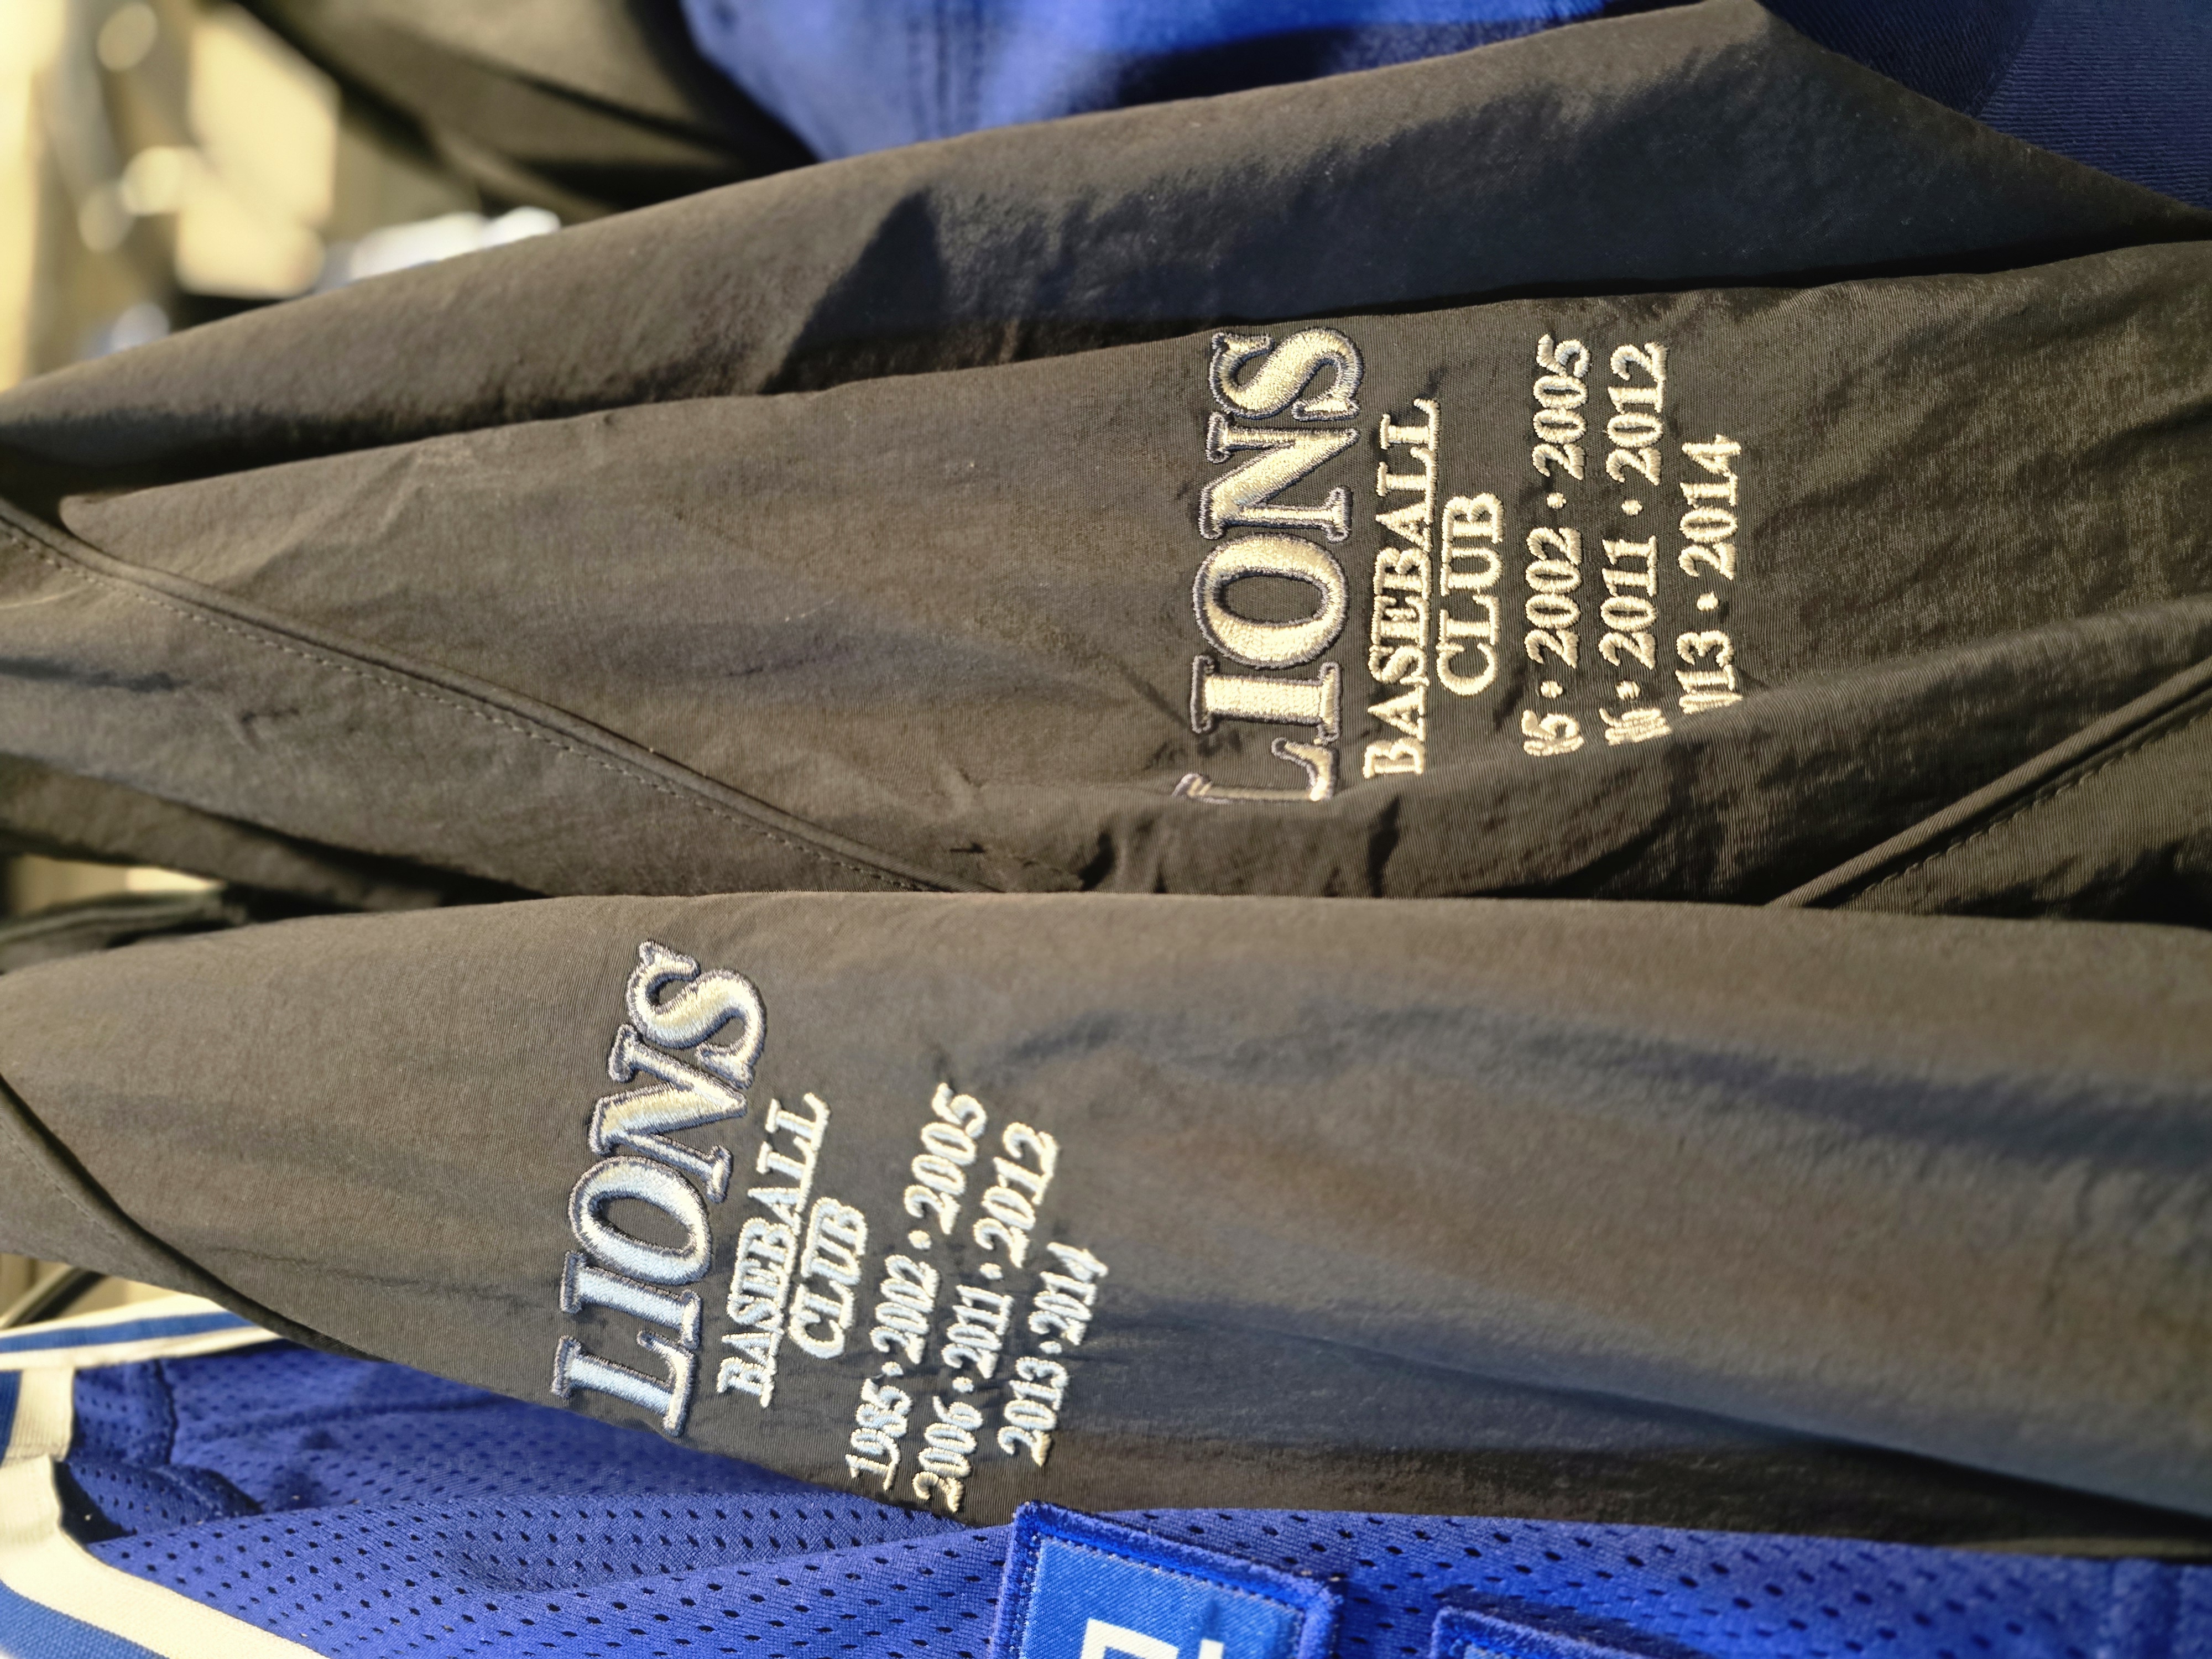 LIONS
BASEBALL
CLUB
2002 · 2005
2011 · 2012
2014
LIONS
BASEBALL
CLUB
1985 · 2002 · 2005
2006 · 2011 · 2012
2013 · 2014